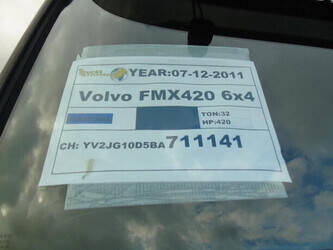 YEAR:07-12-2011
Volvo FMX420 6x4
TON:32
HP:420
CH: YV2JG10D5BA711141